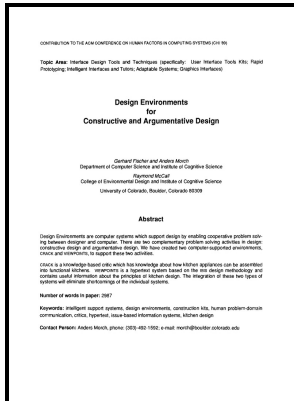 CONTRIBUTION TO THE ACM CONFERENCE ON HUMAN FACTORS IN COMPUTING SYSTEMS (CHI '89)
Topic Area: Interface Design Tools and Techniques (specifically: User Interface Tools Kits; Rapid
Prototyping; Intelligent Interfaces and Tutors; Adaptable Systems; Graphics Interfaces)
Design Environments
for
Constructive and Argumentative Design
Gerhard Fischer and Anders Morch
Department of Computer Science and Institute of Cognitive Science
Raymond McCall
College of Environmental Design and Institute of Cognitive Science
University of Colorado, Boulder, Colorado 80309
Abstract
Design Environments are computer systems which support design by enabling cooperative problem solv-
ing between designer and computer. There are two complementary problem solving activities in design:
constructive design and argumentative design. We have created two computer-supported environments,
CRACK and VIEWPOINTS, to support these two activities.
CRACK is a knowledge-based critic which has knowledge about how kitchen appliances can be assembled
into functional kitchens. VIEWPOINTS is a hypertext system based on the IBIS design methodology and
contains useful information about the principles of kitchen design. The integration of these two types of
systems will eliminate shortcomings of the individual systems.
Number of words in paper: 2987
Keywords: intelligent support systems, design environments, construction kits, human problem-domain
communication, critics, hypertext, issue-based information systems, kitchen design
Contact Person: Anders Morch, phone: (303)-492-1592; e-mail: morch@boulder.colorado.edu